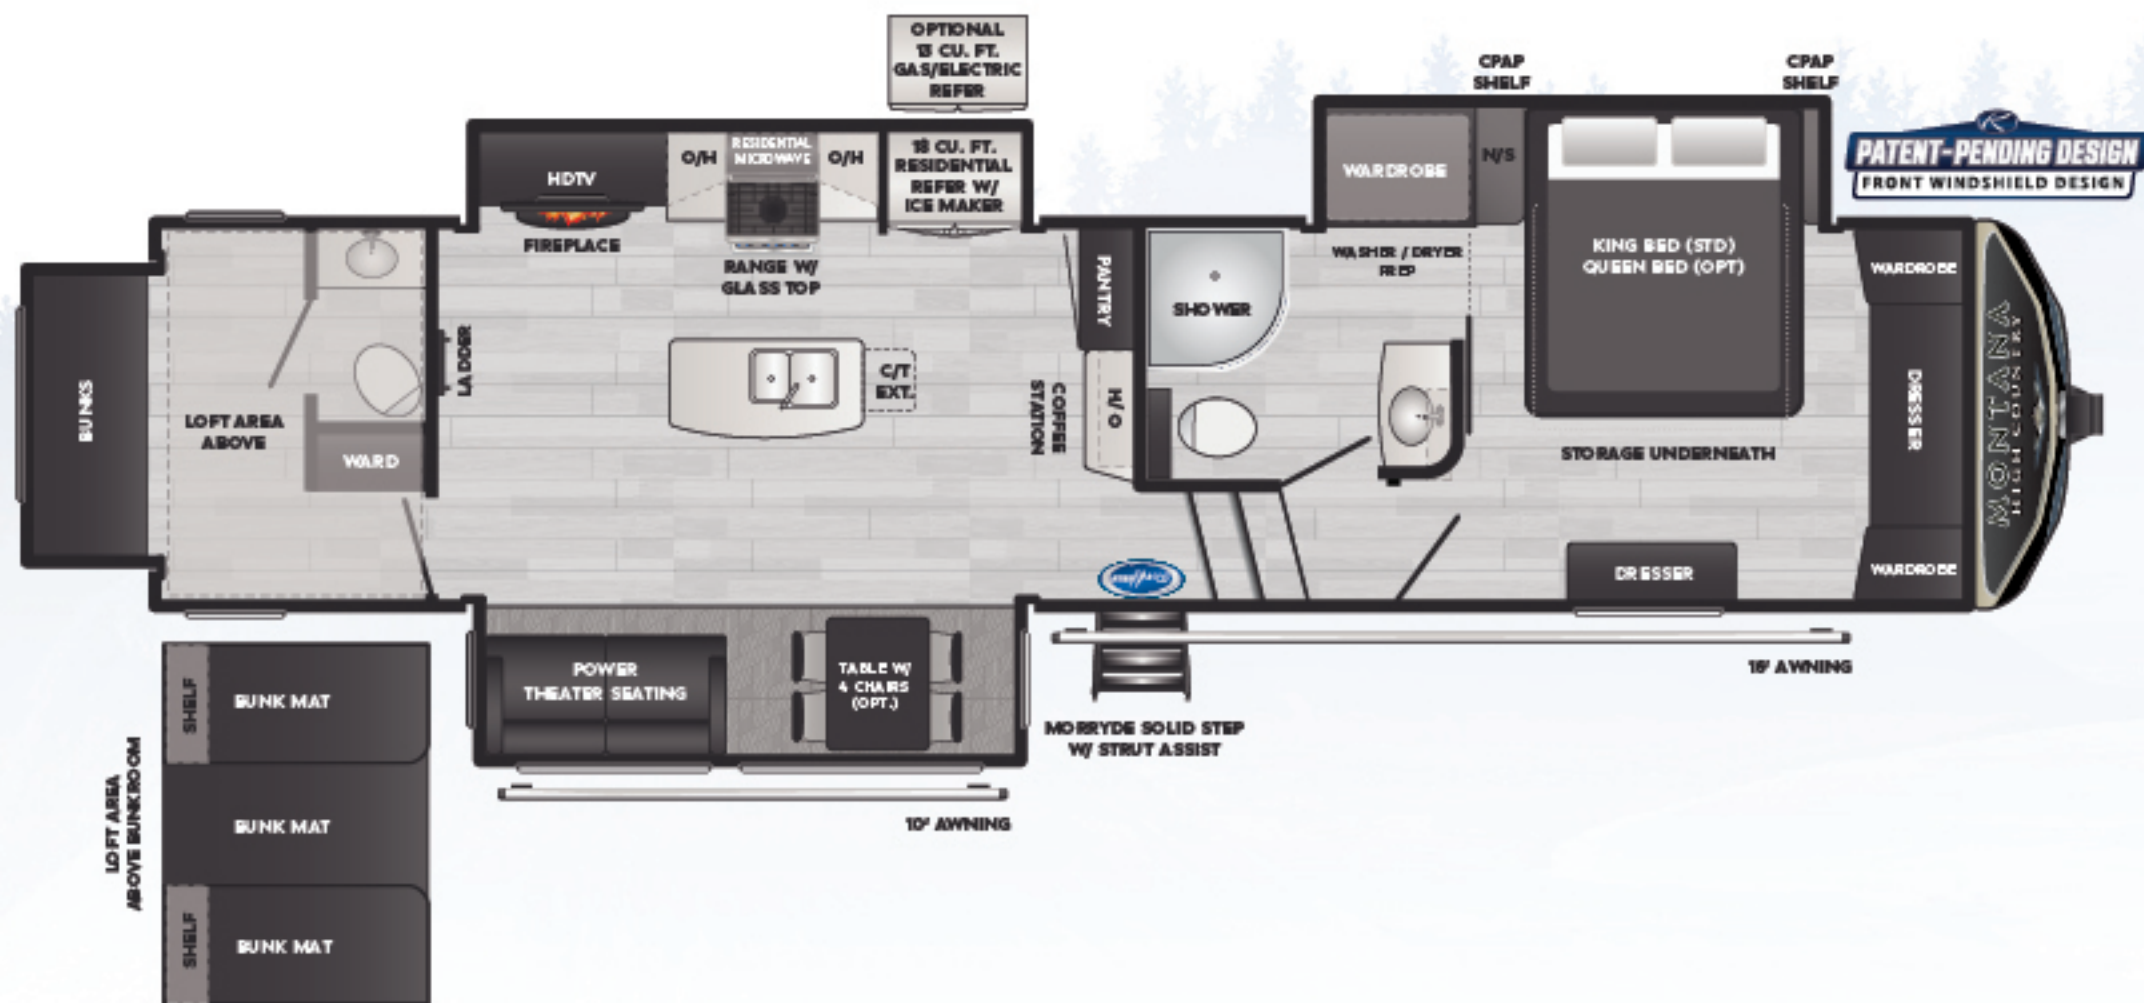 OPTIONAL
13 CU. FT.
GAS/ELECTRIC
REFER
CPAP
SHELF
CPAP
SHELF
PATENT-PENDING DESIGN
FRONT WINDSHIELD DESIGN
HDTV
FIREPLACE
O/H
RESIDENTIAL
MICROWAVE
O/H
RANGE W/
GLASS TOP
18 CU. FT.
RESIDENTIAL
REFER W/
ICE MAKER
WARDROBE
N/S
KING BED (STD)
QUEEN BED (OPT)
WASHER / DRYER
PREP
WARDROBE
PANTRY
SHOWER
LADDER
BUNKS
LOFT AREA
ABOVE
WARD
C/T
EXT.
COFFEE
STATION
O/H
STORAGE UNDERNEATH
DRESSER
MONTANA
HIGH COUNTRY
DRESSER
WARDROBE
POWER
THEATER SEATING
TABLE W/
4 CHAIRS
(OPT.)
MORRYDE SOLID STEP
W/ STRUT ASSIST
18' AWNING
10' AWNING
LOFT AREA
ABOVE BUNKROOM
SHELF
BUNK MAT
BUNK MAT
SHELF
BUNK MAT